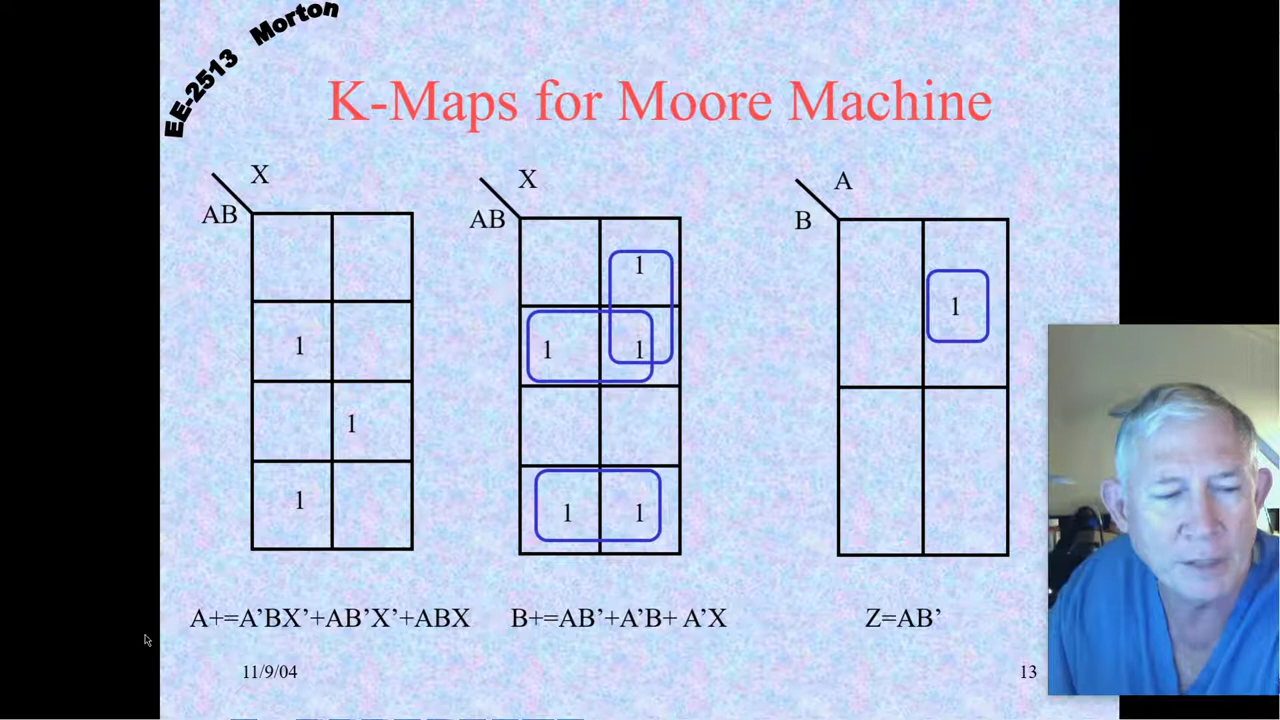 EE-2513 Morton
K-Maps for Moore Machine
X
AB
1
1
1
A+=A’BX’+AB’X’+ABX
X
AB
1
1 1
1 1
B+=AB’+A’B+ A’X
A
B
1
Z=AB’
11/9/04
13